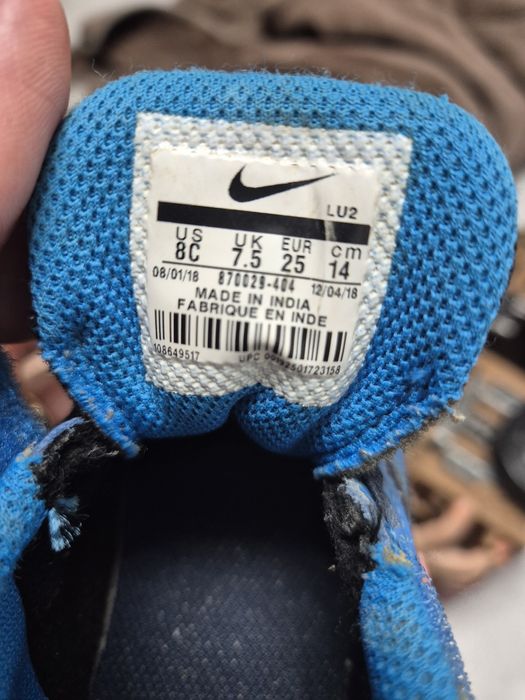 LU2
US UK EUR cm
8C 7.5 25 14
08/01/18 870029-404 12/04/18
MADE IN INDIA
FABRIQUE EN INDE
108649517
UPC